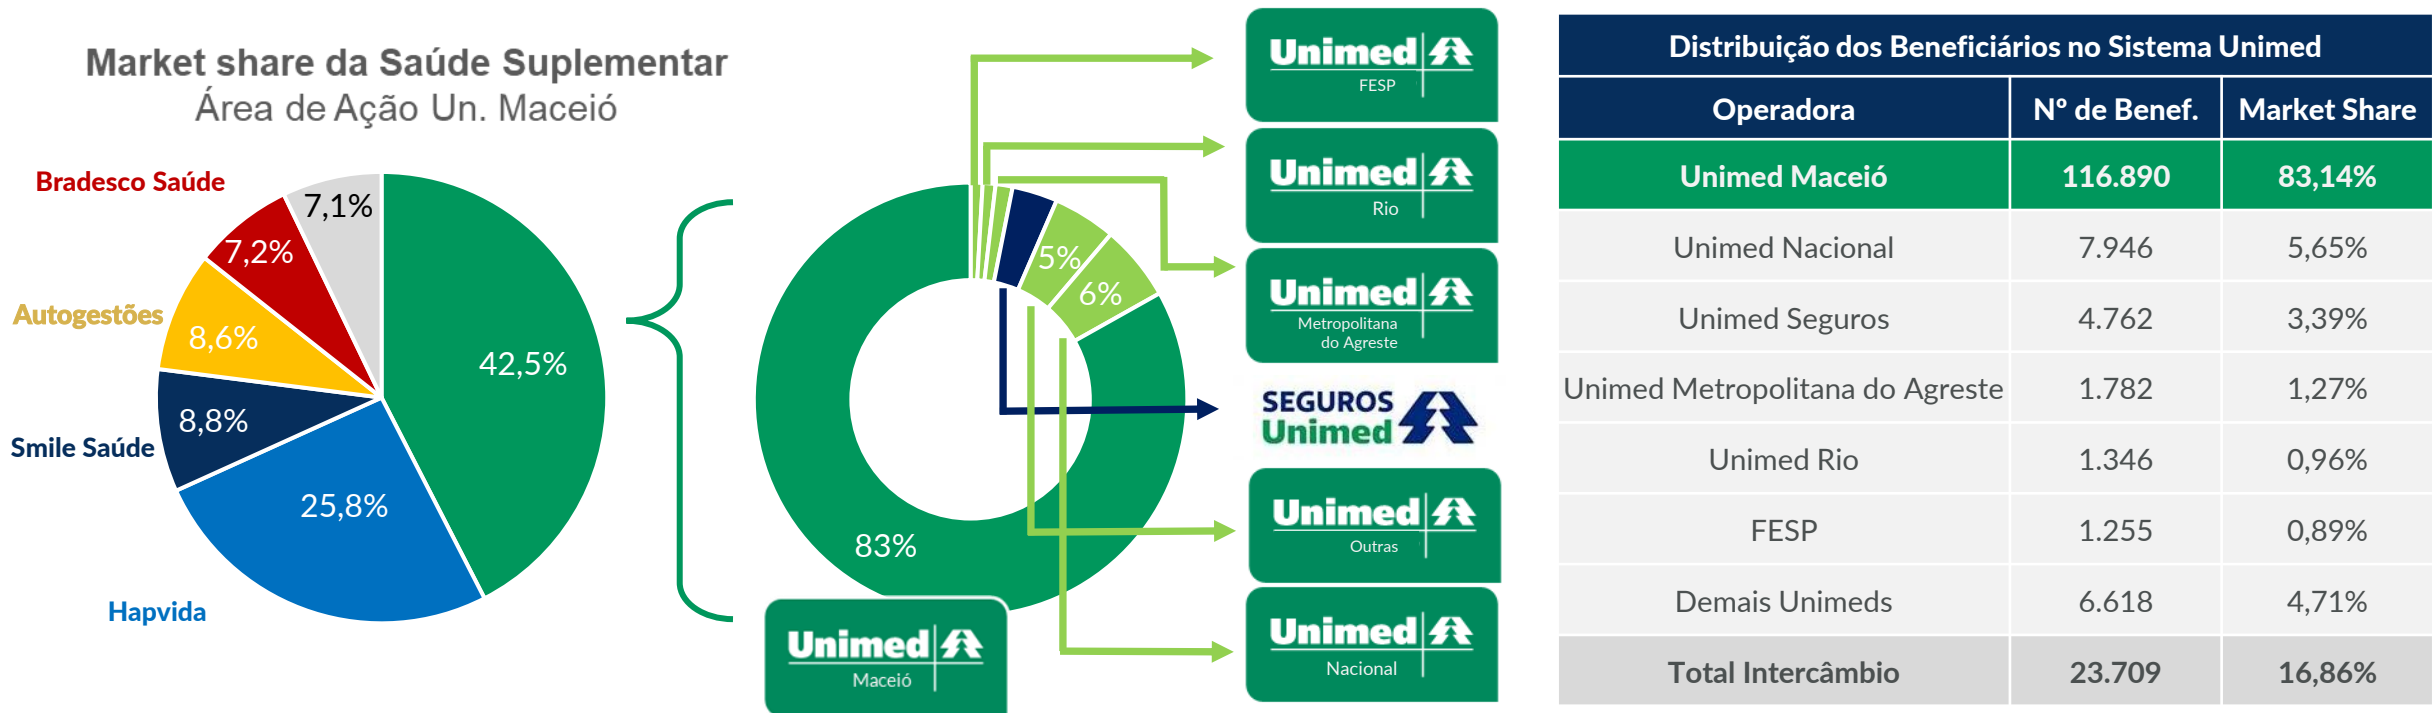 Market share da Saúde Suplementar
Área de Ação Un. Maceió
Bradesco Saúde
7,1%
7,2%
Autogestões
8,6%
42,5%
Smile Saúde
8,8%
25,8%
Hapvida
5%
6%
83%
Unimed
Maceió
Unimed
FESP
Unimed
Rio
Unimed
Metropolitana
do Agreste
SEGUROS
Unimed
Unimed
Outras
Unimed
Nacional
Distribuição dos Beneficiários no Sistema Unimed
Operadora Nº de Benef. Market Share
Unimed Maceió 116.890 83,14%
Unimed Nacional 7.946 5,65%
Unimed Seguros 4.762 3,39%
Unimed Metropolitana do Agreste 1.782 1,27%
Unimed Rio 1.346 0,96%
FESP 1.255 0,89%
Demais Unimeds 6.618 4,71%
Total Intercâmbio 23.709 16,86%